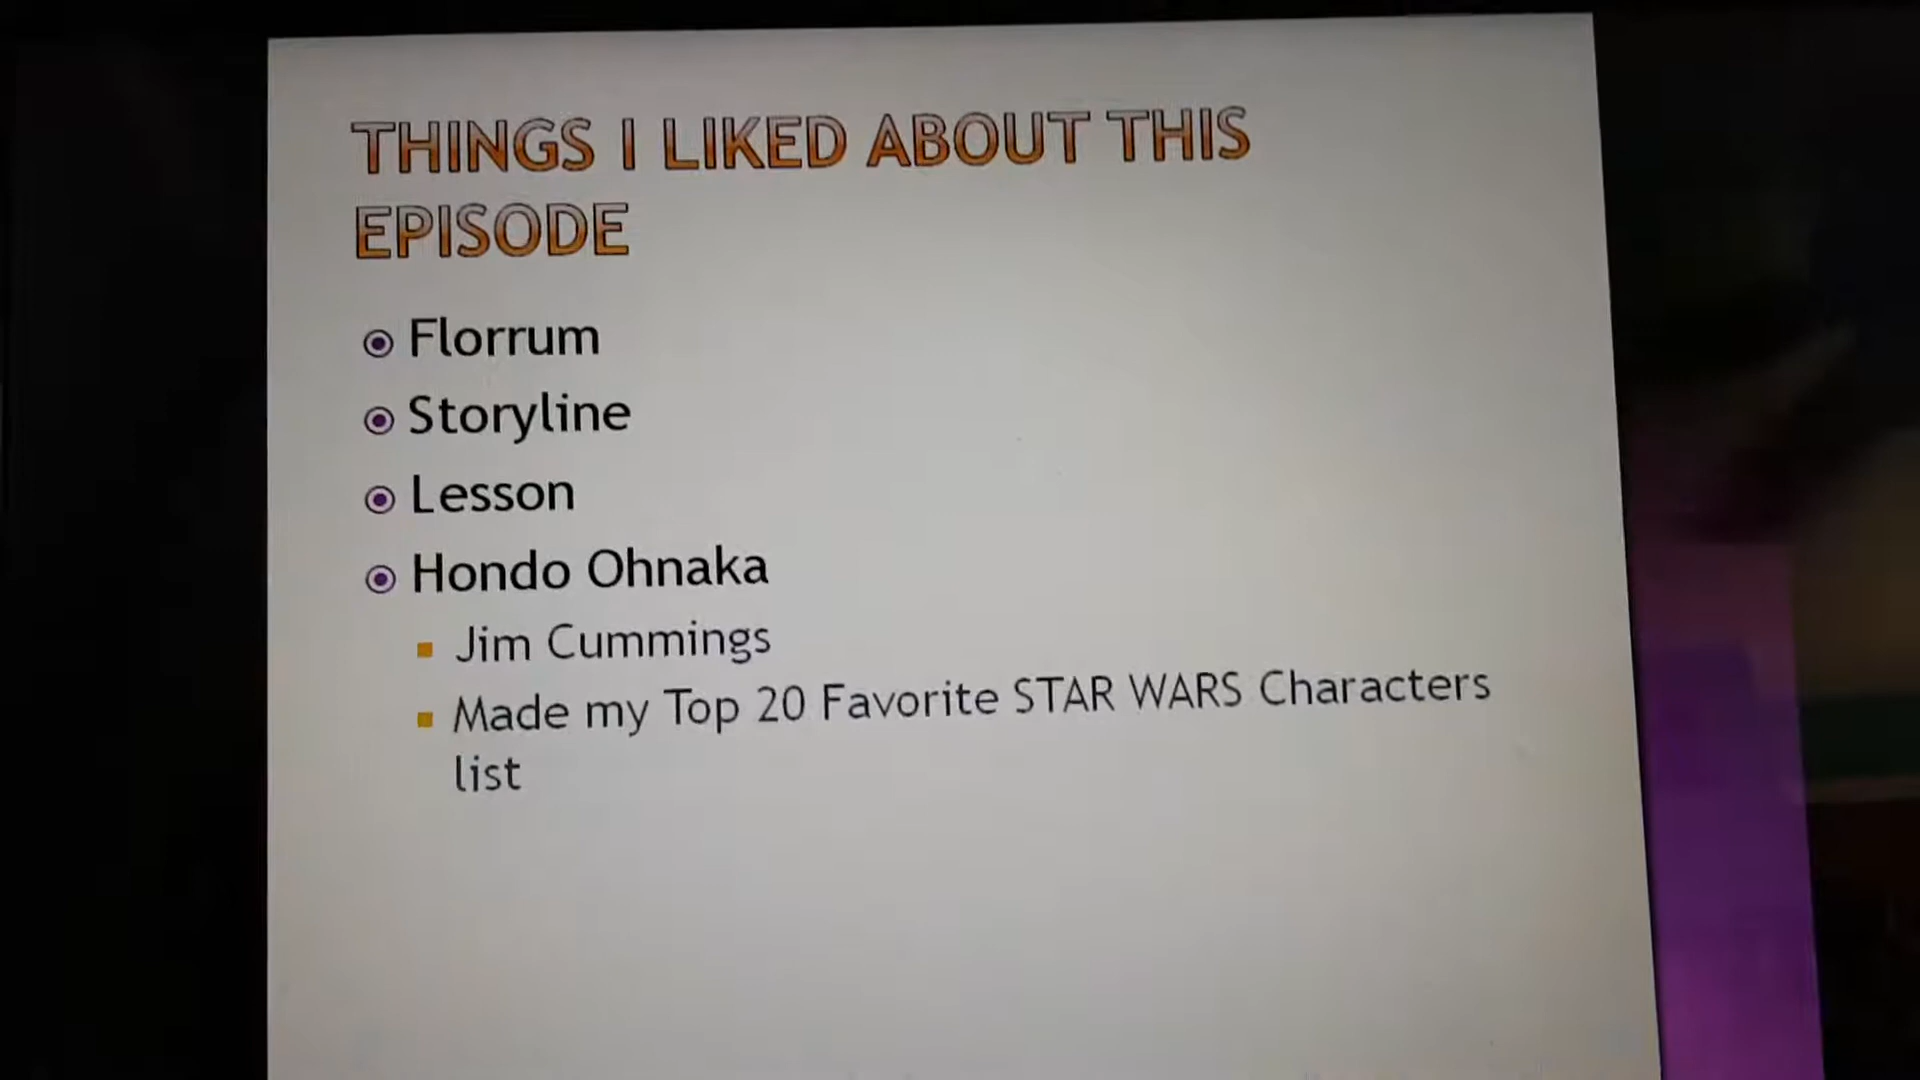 THINGS I LIKED ABOUT THIS
EPISODE
Florrum
Storyline
Lesson
Hondo Ohnaka
Jim Cummings
Made my Top 20 Favorite STAR WARS Characters
list